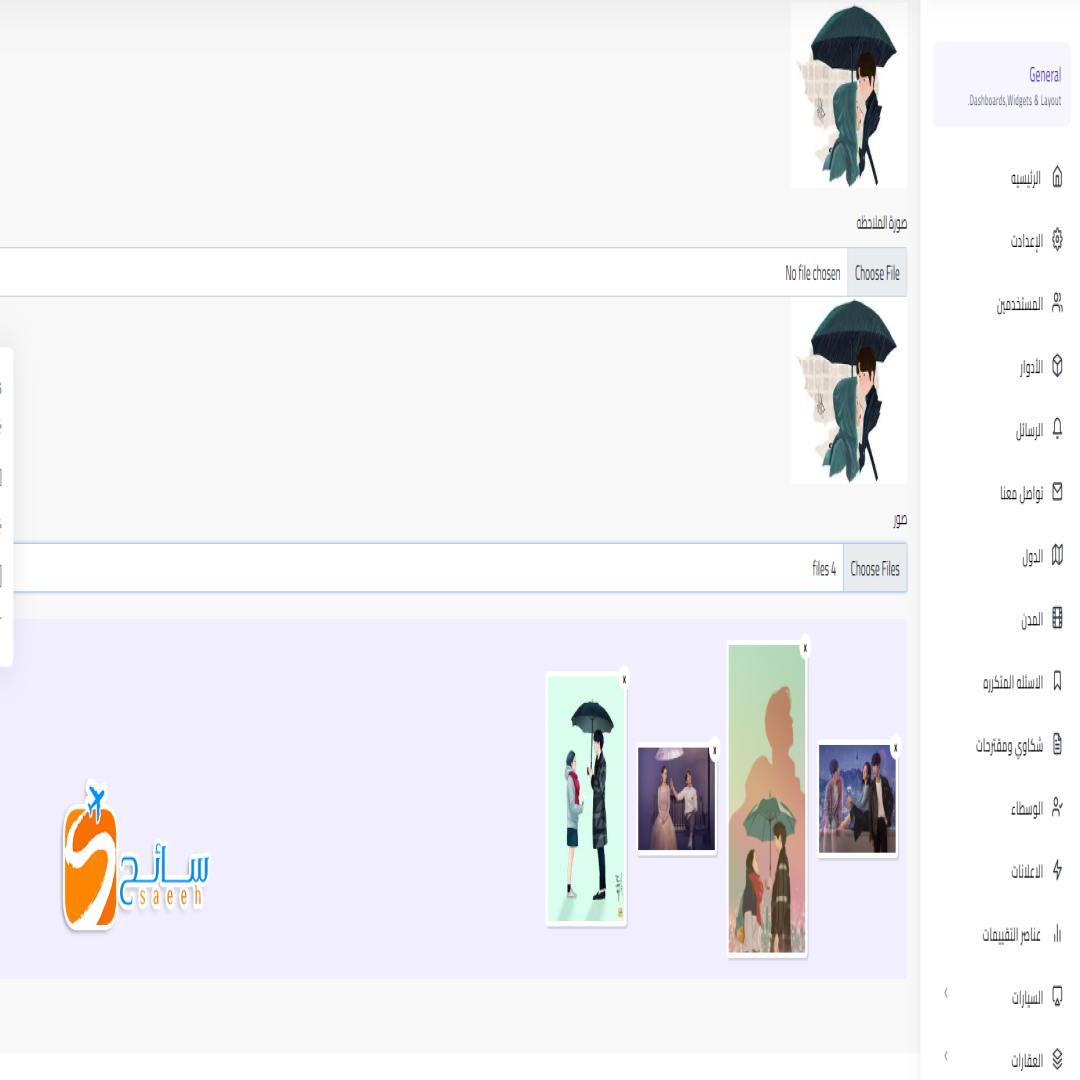 General
Dashboards,Widgets & Layout.
الرئيسيه
الإعدادت
المستخدمين
الأدوار
الرسائل
تواصل معنا
الدول
المدن
الاسئله المتكرره
شكاوي ومقترحات
الوسطاء
الاعلانات
عناصر التقييمات
السيارات
العقارات
صورة الملاحظه
Choose File No file chosen
صور
Choose Files 4 files
x
x
x
x
سائح
saeeh